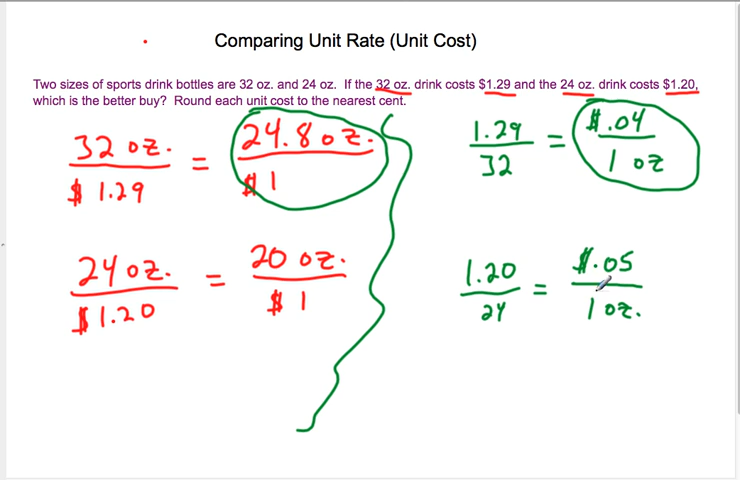 Comparing Unit Rate (Unit Cost)
Two sizes of sports drink bottles are 32 oz. and 24 oz. If the 32 oz. drink costs $1.29 and the 24 oz. drink costs $1.20,
which is the better buy? Round each unit cost to the nearest cent.
32 oz. / $ 1.29 = 24.8 oz. / $ 1
24 oz. / $ 1.20 = 20 oz. / $ 1
1.29 / 32 = $.04 / 1 oz
1.20 / 24 = $.05 / 1 oz.